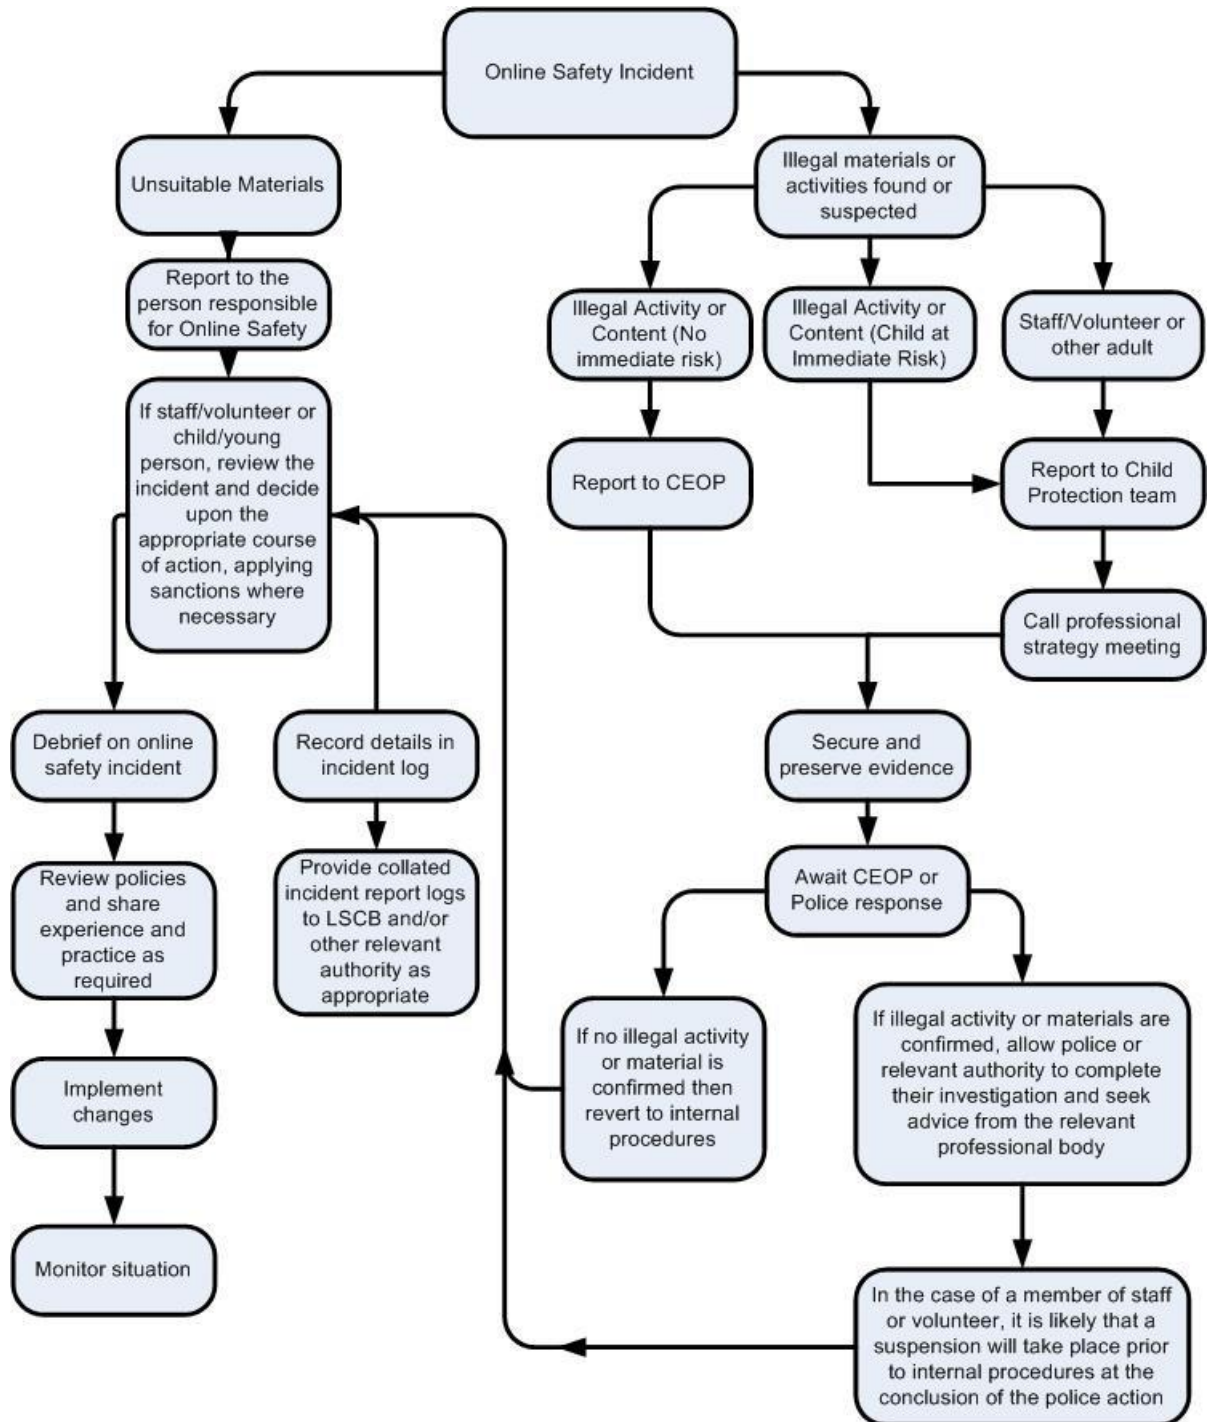 Online Safety Incident
Unsuitable Materials
Report to the
person responsible
for Online Safety
If staff/volunteer or
child/young
person, review the
incident and decide
upon the
appropriate course
of action, applying
sanctions where
necessary
Debrief on online
safety incident
Review policies
and share
experience and
practice as
required
Implement
changes
Monitor situation
Record details in
incident log
Provide collated
incident report logs
to LSCB and/or
other relevant
authority as
appropriate
Illegal materials or
activities found or
suspected
Illegal Activity or
Content (No
immediate risk)
Illegal Activity or
Content (Child at
Immediate Risk)
Staff/Volunteer or
other adult
Report to CEOP
Report to Child
Protection team
Call professional
strategy meeting
Secure and
preserve evidence
Await CEOP or
Police response
If no illegal activity
or material is
confirmed then
revert to internal
procedures
If illegal activity or materials are
confirmed, allow police or
relevant authority to complete
their investigation and seek
advice from the relevant
professional body
In the case of a member of staff
or volunteer, it is likely that a
suspension will take place prior
to internal procedures at the
conclusion of the police action